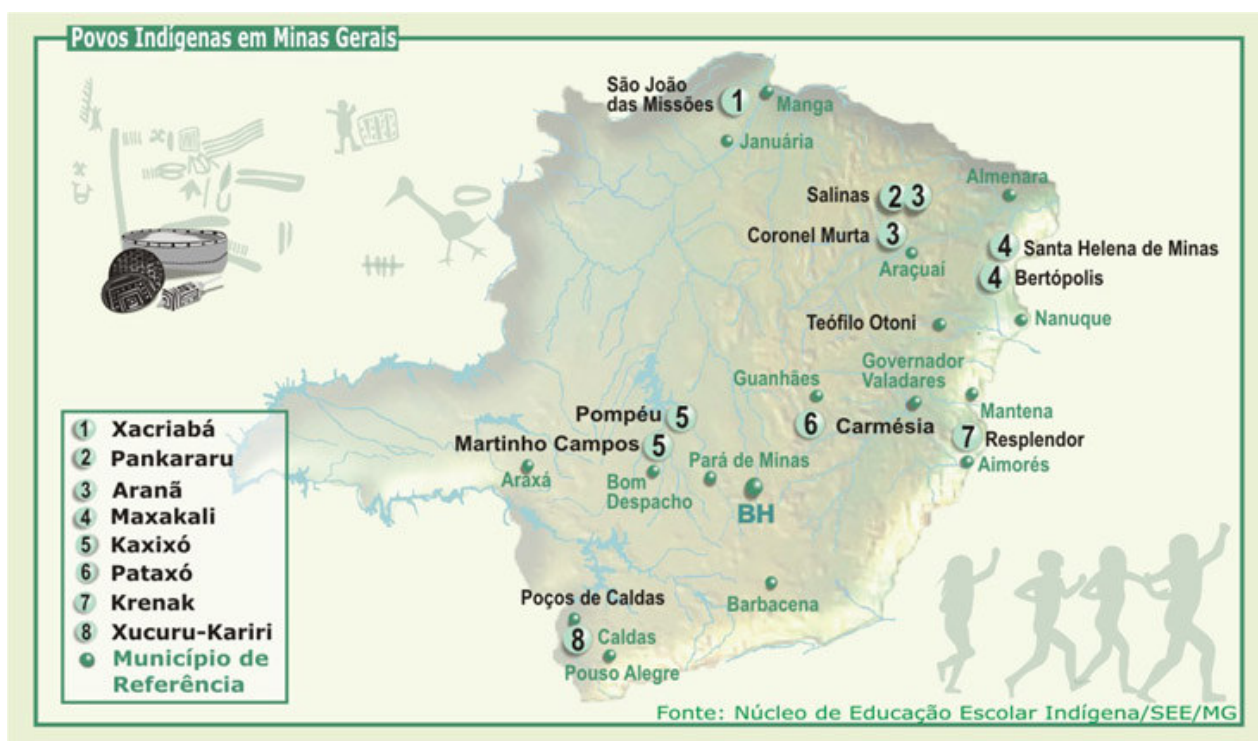 Povos Indígenas em Minas Gerais
São João
das Missões
1
Manga
Januária
Salinas
2 3
Almenara
Coronel Murta
3
Araçuaí
4
Santa Helena de Minas
4
Bertópolis
Teófilo Otoni
Nanuque
Guanhães
Governador
Valadares
Mantena
Pompéu
5
6
Carmésia
7
Resplendor
Martinho Campos
5
Aimorés
Araxá
Bom
Despacho
Pará de Minas
BH
Poços de Caldas
Barbacena
8
Caldas
Pouso Alegre
1 Xacriabá
2 Pankararu
3 Aranã
4 Maxakali
5 Kaxixó
6 Pataxó
7 Krenak
8 Xucuru-Kariri
Município de
Referência
Fonte: Núcleo de Educação Escolar Indígena/SEE/MG